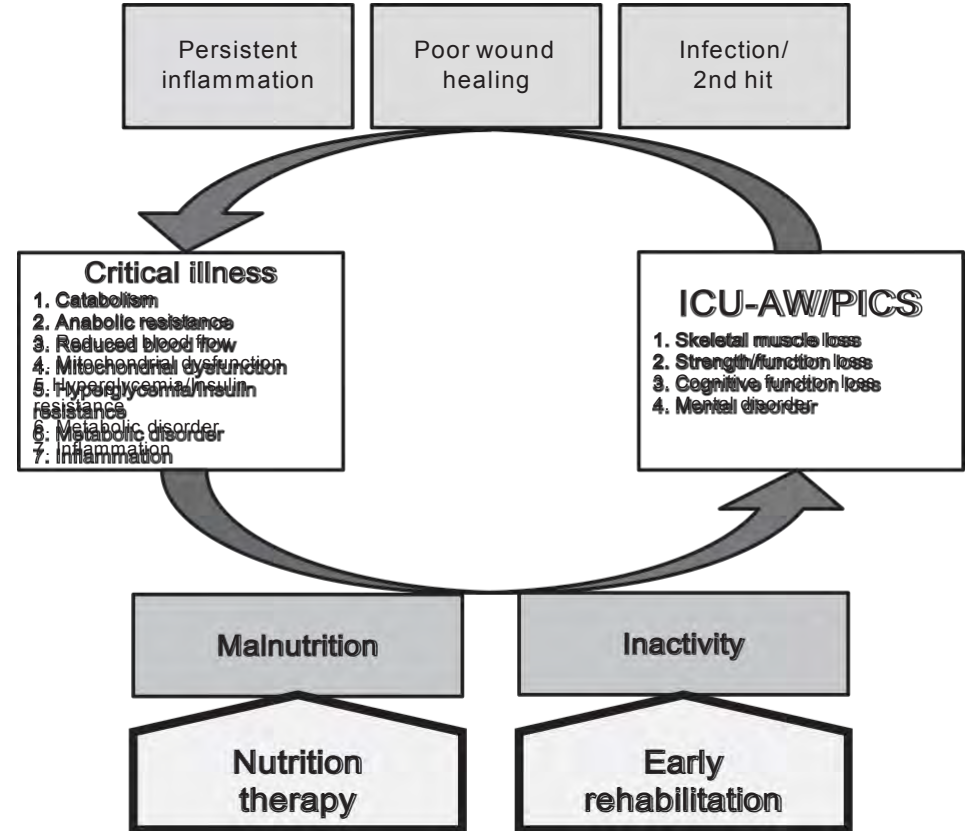 Persistent
inflammation
Poor wound
healing
Infection/
2nd hit
Critical illness
1. Catabolism
2. Anabolic resistance
3. Reduced blood flow
4. Mitochondrial dysfunction
5. Hyperglycemia/Insulin
resistance
6. Metabolic disorder
7. Inflammation
ICU-AW/PICS
1. Skeletal muscle loss
2. Strength/function loss
3. Cognitive function loss
4. Mental disorder
Malnutrition
Inactivity
Nutrition
therapy
Early
rehabilitation